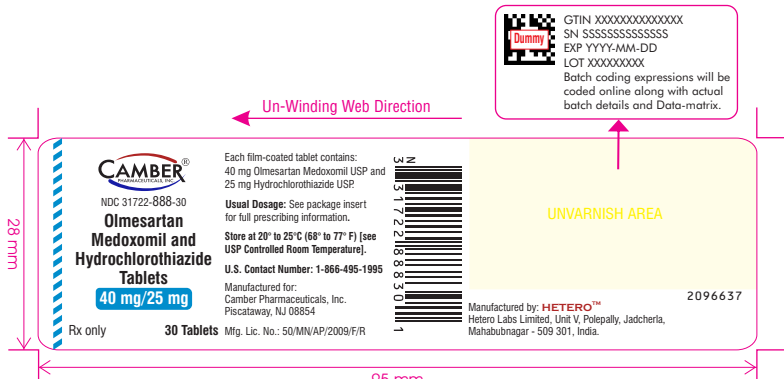 Dummy
GTIN XXXXXXXXXXXXXX
SN SSSSSSSSSSSSSS
EXP YYYY-MM-DD
LOT XXXXXXXXX
Batch coding expressions will be
coded online along with actual
batch details and Data-matrix.
Un-Winding Web Direction
28 mm
CAMBER®
PHARMACEUTICALS, INC.
NDC 31722-888-30
Olmesartan
Medoxomil and
Hydrochlorothiazide
Tablets
40 mg/25 mg
Rx only 30 Tablets
Each film-coated tablet contains:
40 mg Olmesartan Medoxomil USP and
25 mg Hydrochlorothiazide USP.
Usual Dosage: See package insert
for full prescribing information.
Store at 20° to 25°C (68° to 77° F) [see
USP Controlled Room Temperature].
U.S. Contact Number: 1-866-495-1995
Manufactured for:
Camber Pharmaceuticals, Inc.
Piscataway, NJ 08854
Mfg. Lic. No.: 50/MN/AP/2009/F/R
N
3 31722 88830 1
UNVARNISH AREA
2096637
Manufactured by: HETERO™
Hetero Labs Limited, Unit V, Polepally, Jadcherla,
Mahabubnagar - 509 301, India.